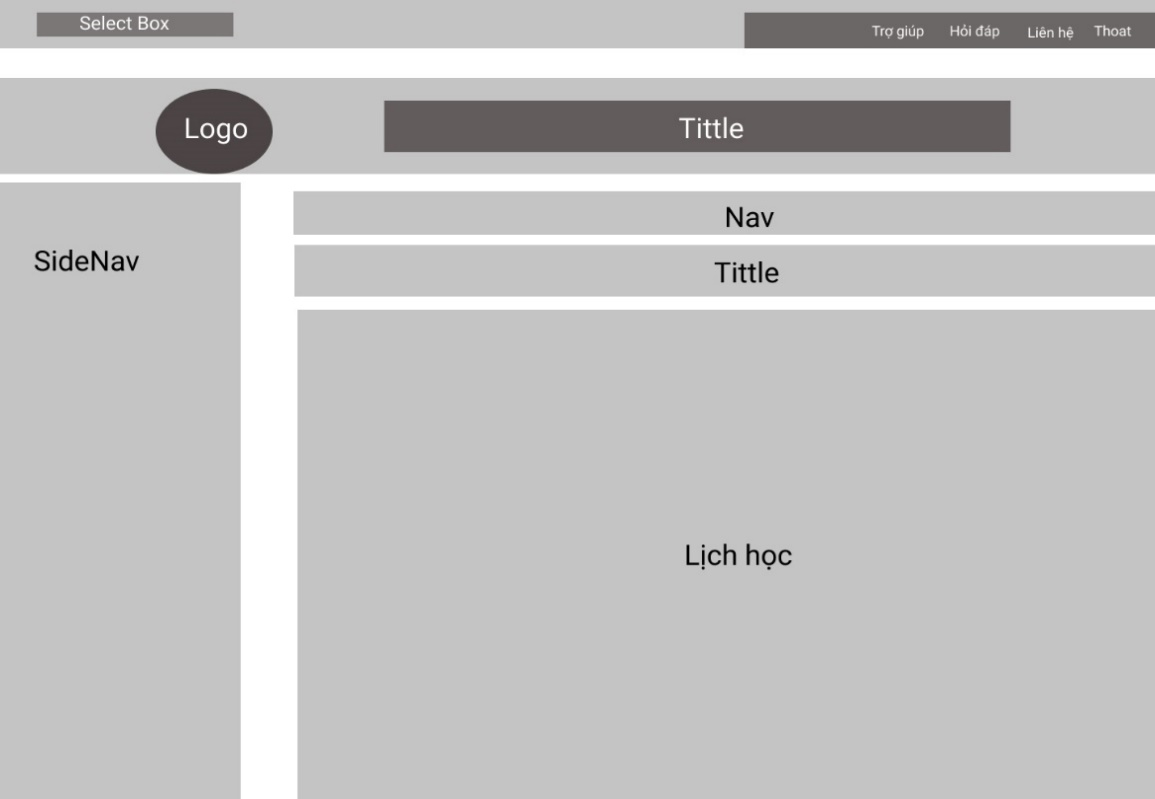 Select Box
Trợ giúp Hỏi đáp Liên hệ Thoat
Logo
Tittle
Nav
SideNav
Tittle
Lịch học